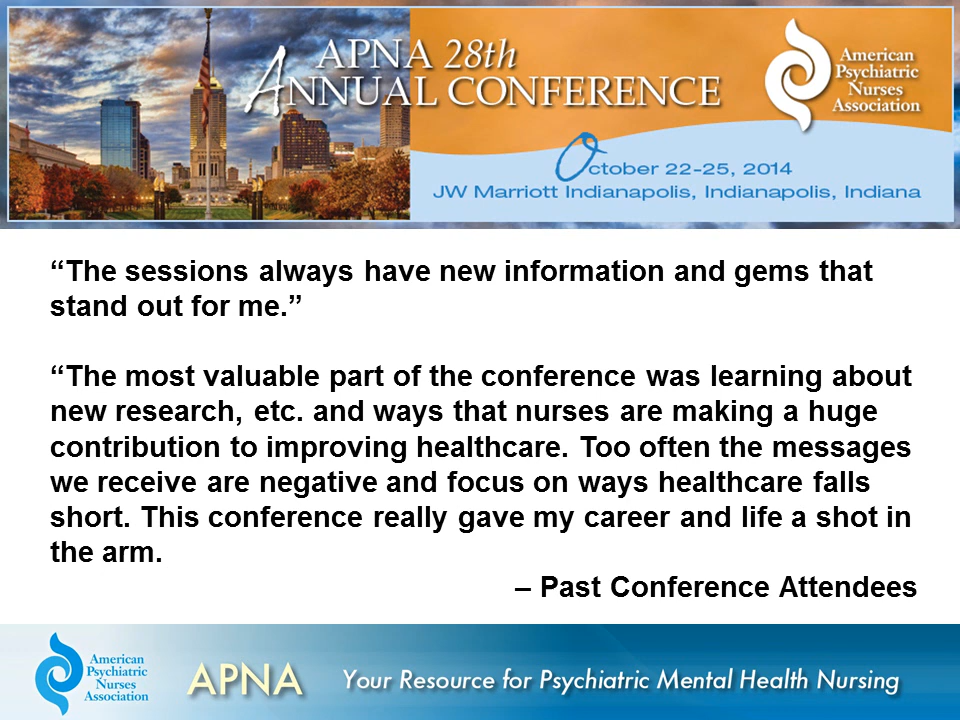 APNA 28th
ANNUAL CONFERENCE
American
Psychiatric
Nurses
Association
October 22-25, 2014
JW Marriott Indianapolis, Indianapolis, Indiana
“The sessions always have new information and gems that
stand out for me.”
“The most valuable part of the conference was learning about
new research, etc. and ways that nurses are making a huge
contribution to improving healthcare. Too often the messages
we receive are negative and focus on ways healthcare falls
short. This conference really gave my career and life a shot in
the arm.
– Past Conference Attendees
American
Psychiatric
Nurses
Association
APNA
Your Resource for Psychiatric Mental Health Nursing